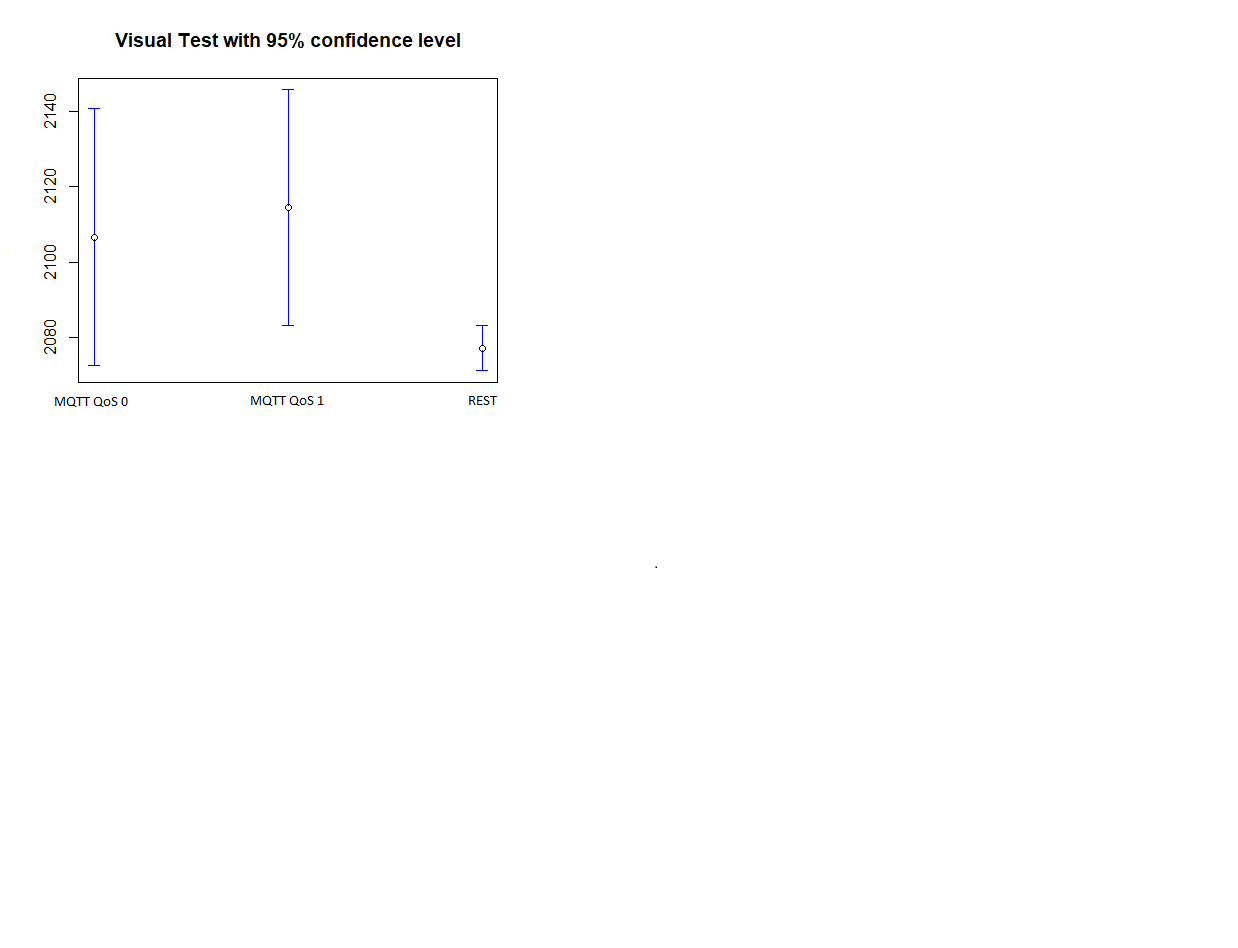 Visual Test with 95% confidence level
2140
2120
2100
2080
MQTT QoS 0
MQTT QoS 1
REST